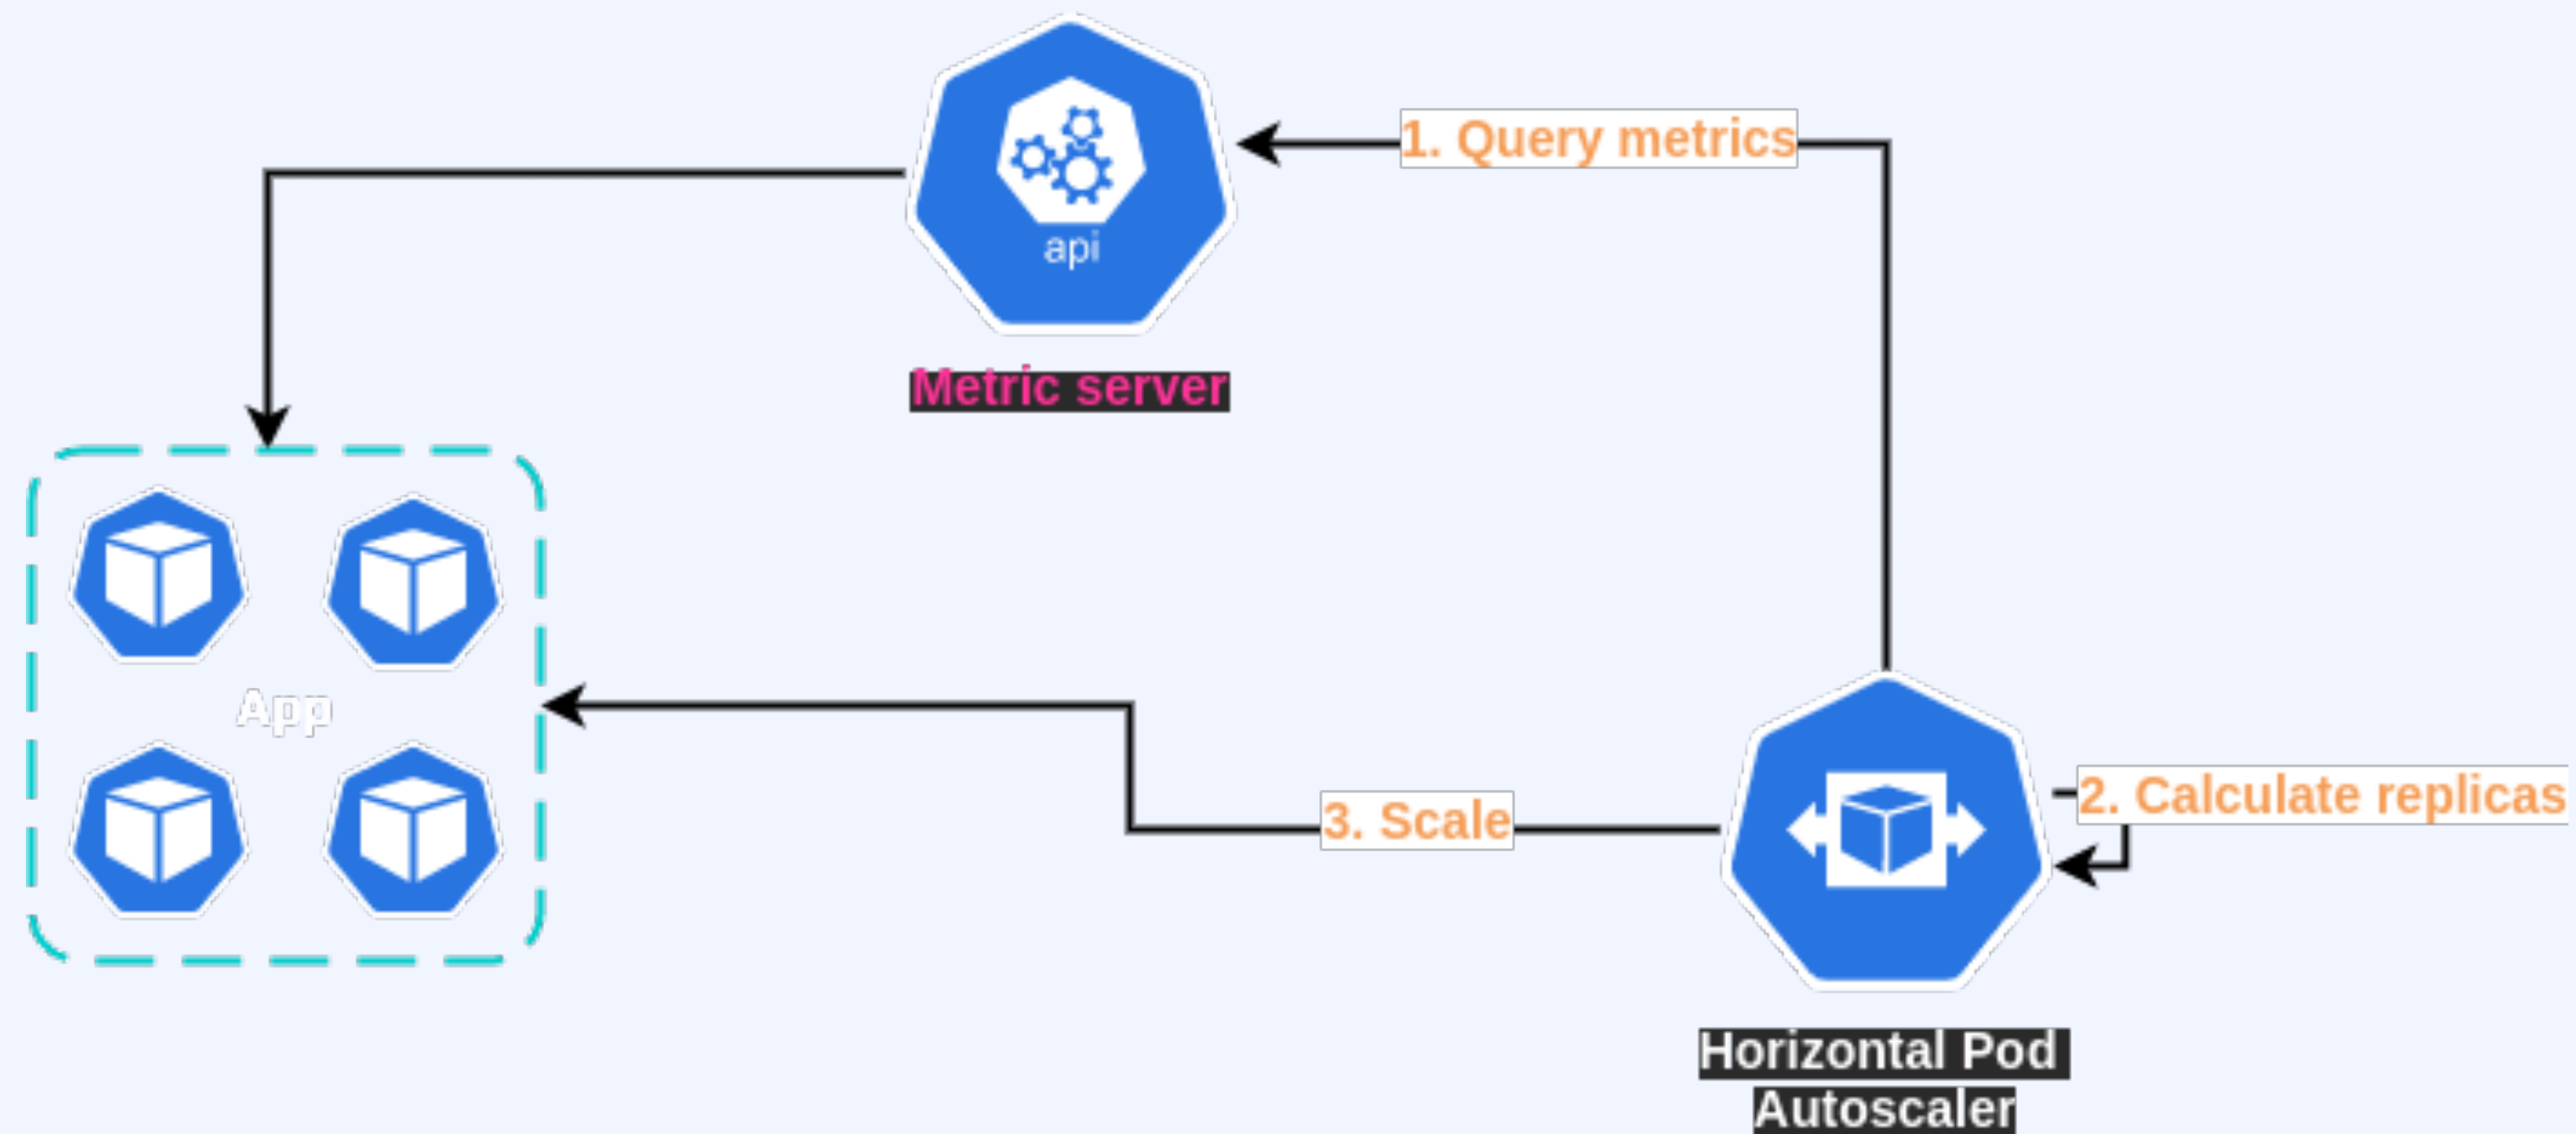 1. Query metrics
api
Metric server
App
2. Calculate replicas
3. Scale
Horizontal Pod
Autoscaler